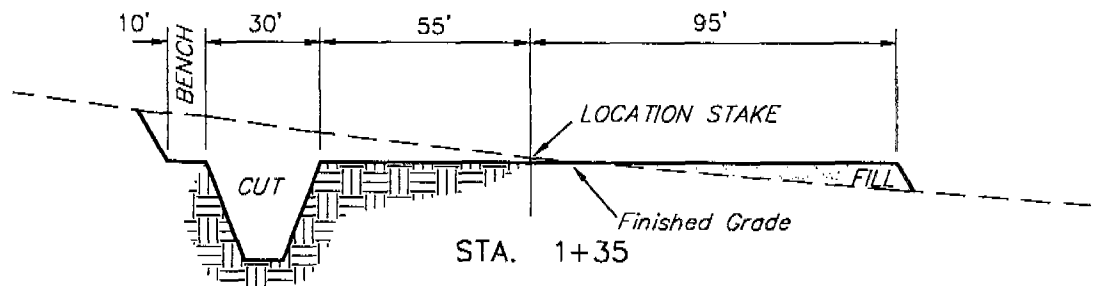 10' 30' 55' 95'
BENCH
LOCATION STAKE
CUT
FILL
Finished Grade
STA. 1+35